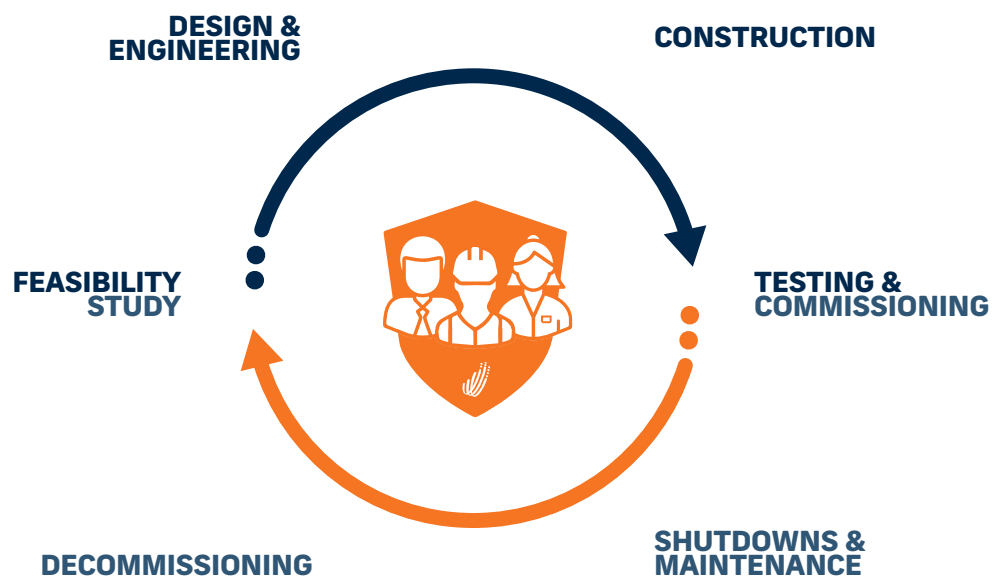 DESIGN &
ENGINEERING
CONSTRUCTION
FEASIBILITY
STUDY
TESTING &
COMMISSIONING
DECOMMISSIONING
SHUTDOWNS &
MAINTENANCE